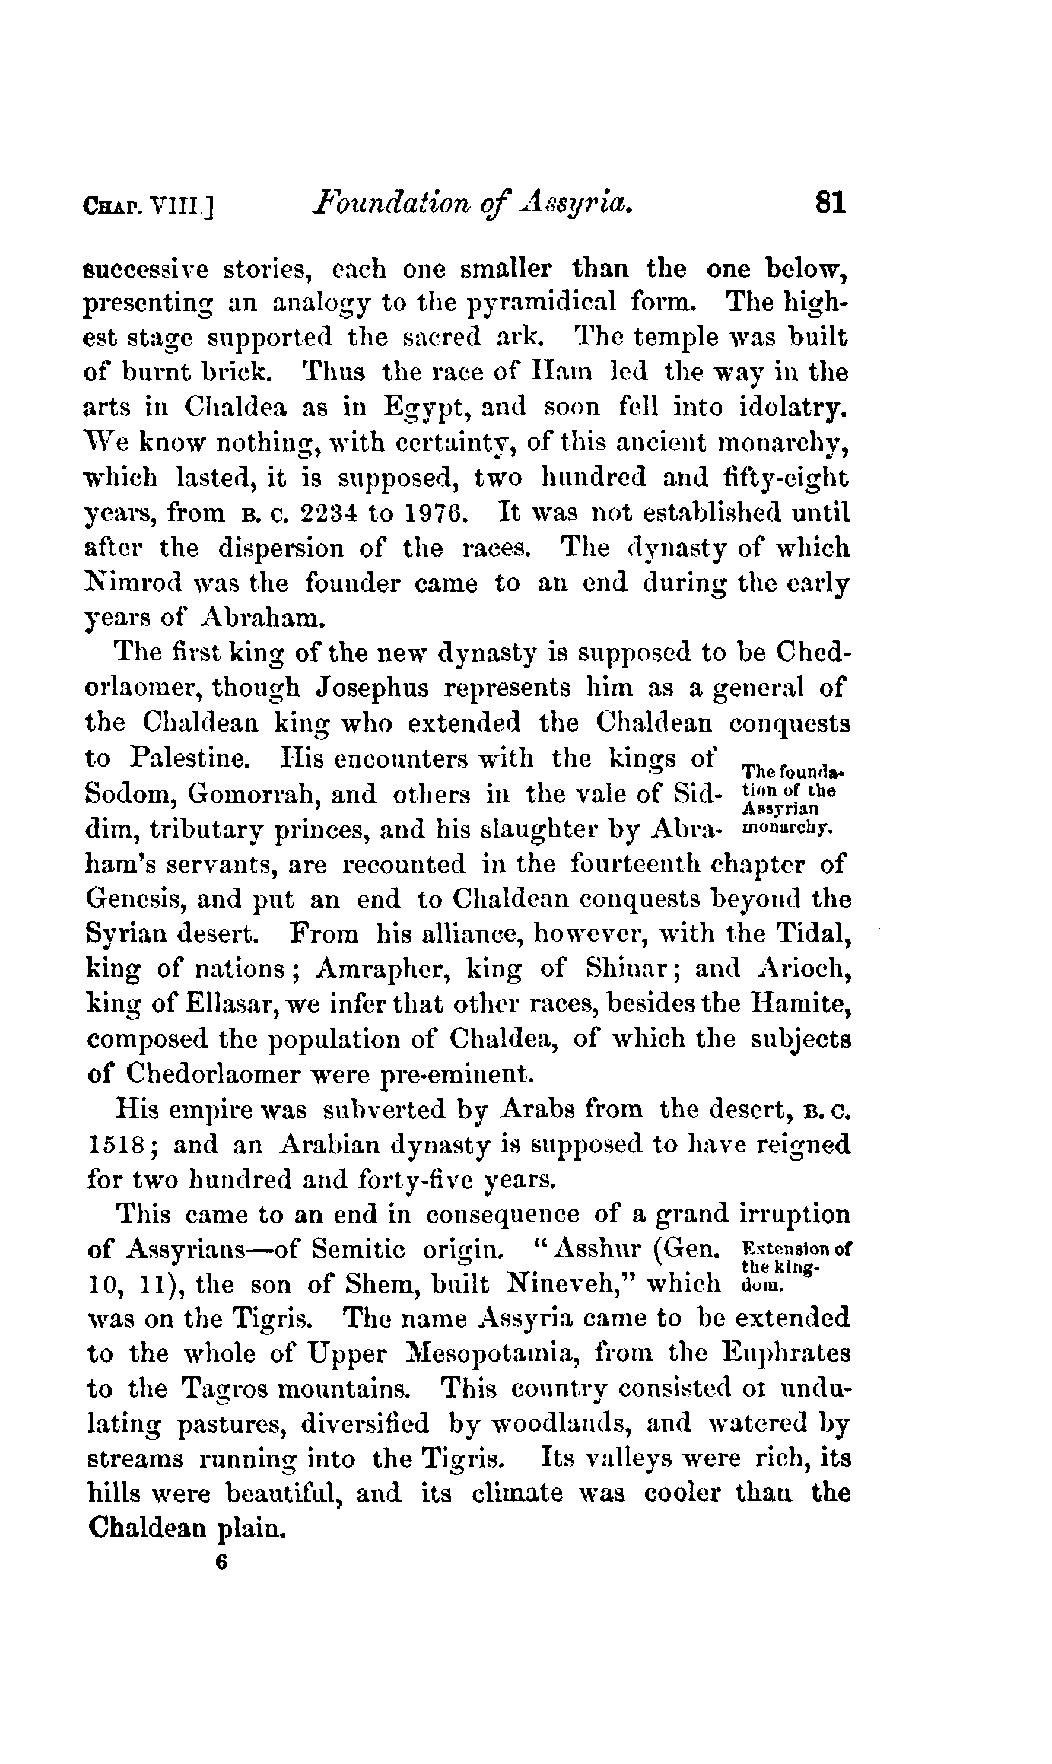 CHAP. VIII.] Foundation of Assyria. 81
successive stories, each one smaller than the one below,
presenting an analogy to the pyramidical form. The high-
est stage supported the sacred ark. The temple was built
of burnt brick. Thus the race of Ham led the way in the
arts in Chaldea as in Egypt, and soon fell into idolatry.
We know nothing, with certainty, of this ancient monarchy,
which lasted, it is supposed, two hundred and fifty-eight
years, from B. C. 2234 to 1976. It was not established until
after the dispersion of the races. The dynasty of which
Nimrod was the founder came to an end during the early
years of Abraham.
The first king of the new dynasty is supposed to be Ched-
orlaomer, though Josephus represents him as a general of
the Chaldean king who extended the Chaldean conquests
to Palestine. His encounters with the kings of
Sodom, Gomorrah, and others in the vale of Sid-
dim, tributary princes, and his slaughter by Abra-
The founda-
tion of the
Assyrian
monarchy.
ham's servants, are recounted in the fourteenth chapter of
Genesis, and put an end to Chaldean conquests beyond the
Syrian desert. From his alliance, however, with the Tidal,
king of nations; Amrapher, king of Shinar; and Arioch,
king of Ellasar, we infer that other races, besides the Hamite,
composed the population of Chaldea, of which the subjects
of Chedorlaomer were pre-eminent.
His empire was subverted by Arabs from the desert, B. C.
1518; and an Arabian dynasty is supposed to have reigned
for two hundred and forty-five years.
This came to an end in consequence of a grand irruption
of Assyrians—of Semitic origin. "Asshur (Gen.
10, 11), the son of Shem, built Nineveh," which
Extension of
the king-
dom.
was on the Tigris. The name Assyria came to be extended
to the whole of Upper Mesopotamia, from the Euphrates
to the Tagros mountains. This country consisted of undu-
lating pastures, diversified by woodlands, and watered by
streams running into the Tigris. Its valleys were rich, its
hills were beautiful, and its climate was cooler than the
Chaldean plain.
6